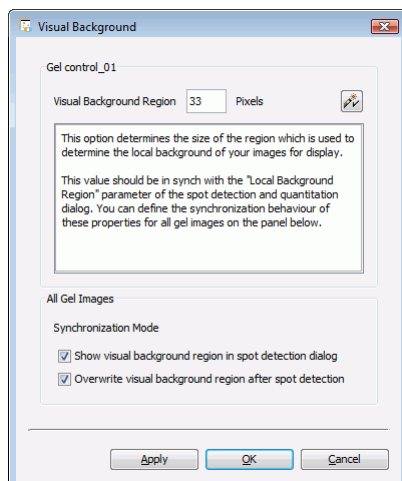 Visual Background
Gel control_01
Visual Background Region 33 Pixels
This option determines the size of the region which is used to
determine the local background of your images for display.
This value should be in synch with the "Local Background
Region" parameter of the spot detection and quantitation
dialog. You can define the synchronization behaviour of
these properties for all gel images on the panel below.
All Gel Images
Synchronization Mode
Show visual background region in spot detection dialog
Overwrite visual background region after spot detection
Apply OK Cancel